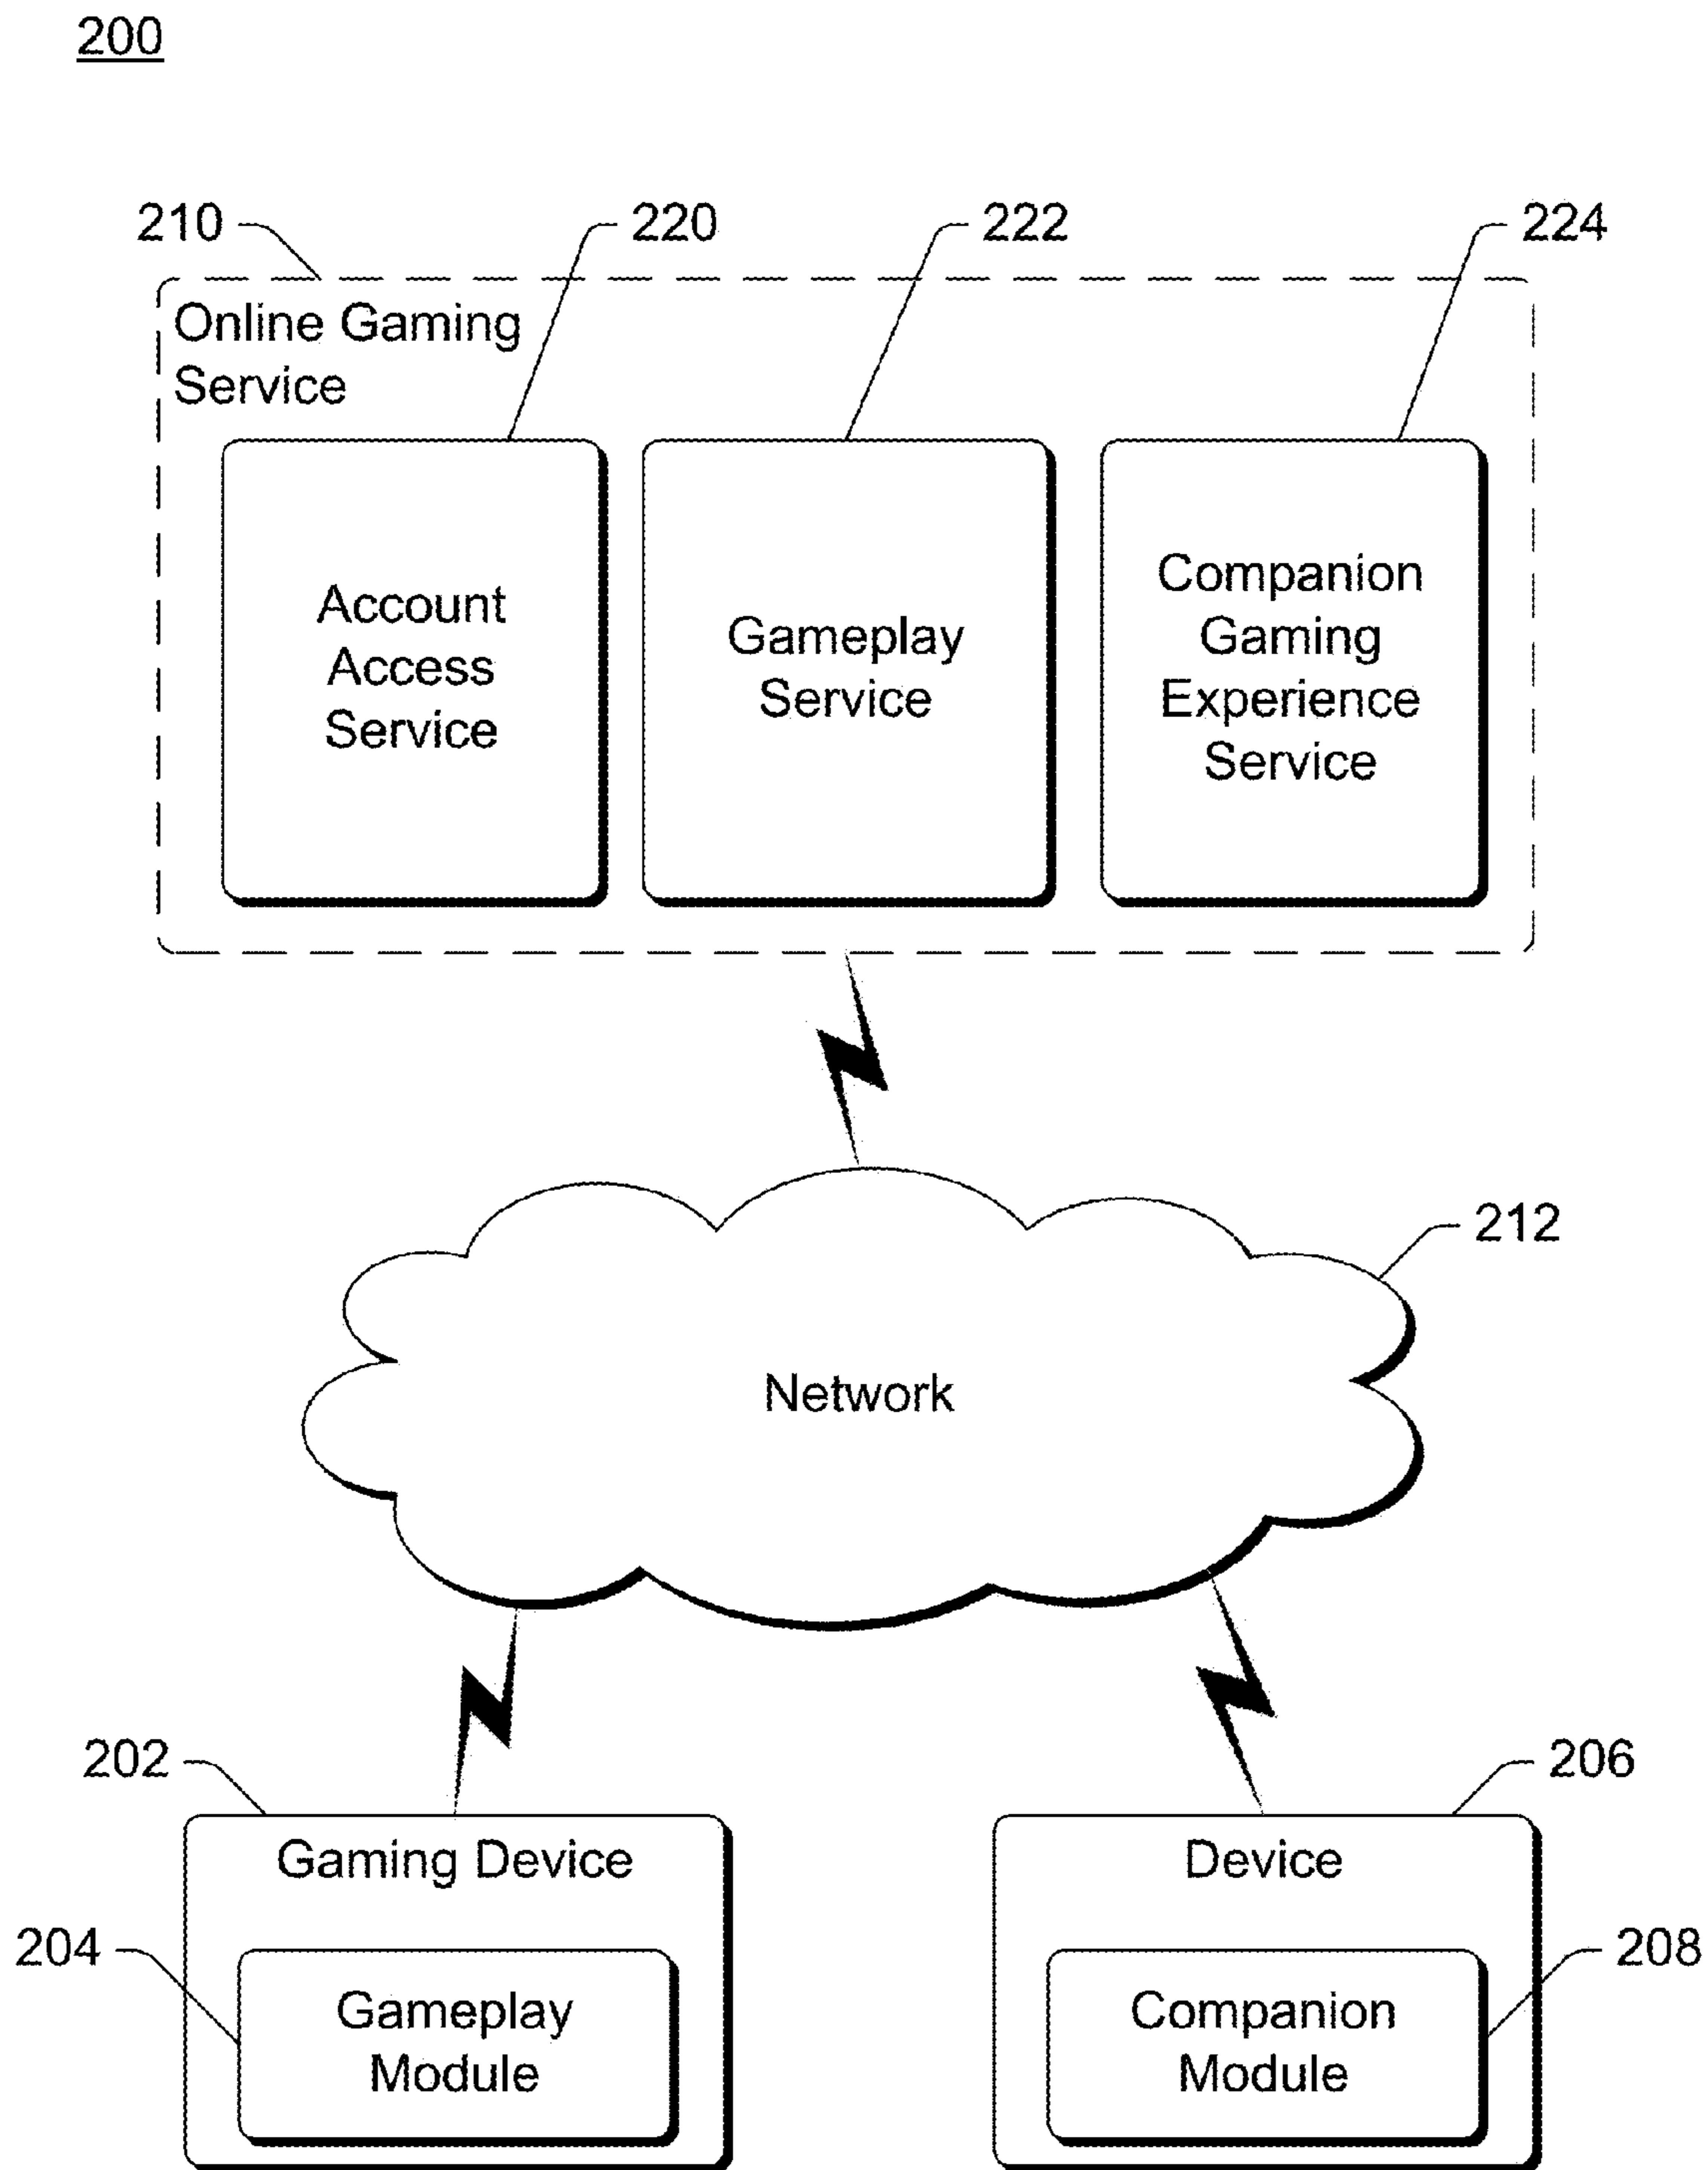 200
210
220
222
224
Online Gaming
Service
Account
Access
Service
Gameplay
Service
Companion
Gaming
Experience
Service
212
Network
202
206
Gaming Device
Device
204
208
Gameplay
Module
Companion
Module